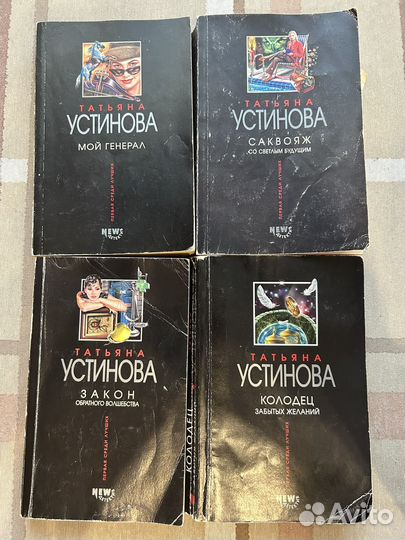 ТАТЬЯНА
УСТИНОВА
МОЙ ГЕНЕРАЛ
ПЕРВАЯ СРЕДИ ЛУЧШИХ
NEWS
ТАТЬЯНА
УСТИНОВА
САКВОЯЖ
СО СВЕТЛЫМ БУДУЩИМ
ПЕРВАЯ СРЕДИ ЛУЧШИХ
NEWS
ТАТЬЯНА
УСТИНОВА
ЗАКОН
ОБРАТНОГО ВОЛШЕБСТВА
ПЕРВАЯ СРЕДИ ЛУЧШИХ
NEWS
КОЛОДЕЦ
ТАТЬЯНА
УСТИНОВА
КОЛОДЕЦ
ЗАБЫТЫХ ЖЕЛАНИЙ
ПЕРВАЯ СРЕДИ ЛУЧШИХ
NEWS
Avito